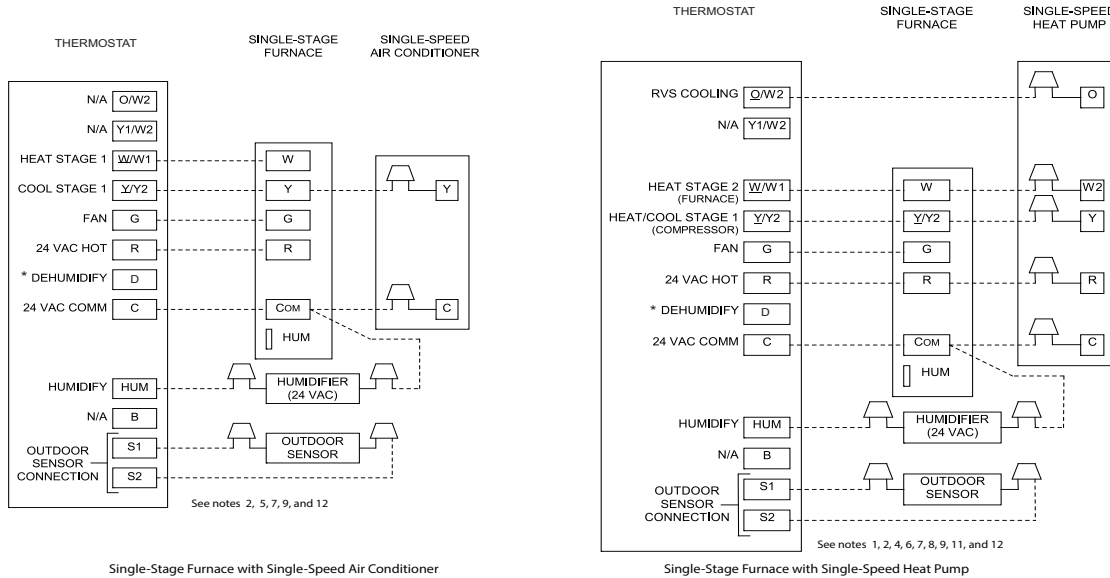 THERMOSTAT
SINGLE-STAGE
FURNACE
SINGLE-SPEED
AIR CONDITIONER
N/A O/W2
N/A Y1/W2
HEAT STAGE 1 W/W1 W
COOL STAGE 1 Y/Y2 Y Y
FAN G G
24 VAC HOT R R
* DEHUMIDIFY D
24 VAC COMM C COM C
HUM
HUMIDIFY HUM
HUMIDIFIER
(24 VAC)
N/A B
OUTDOOR
SENSOR
CONNECTION
S1
S2
OUTDOOR
SENSOR
See notes 2, 5, 7, 9, and 12
Single-Stage Furnace with Single-Speed Air Conditioner
THERMOSTAT
SINGLE-STAGE
FURNACE
SINGLE-SPEED
HEAT PUMP
RVS COOLING O/W2 O
N/A Y1/W2
HEAT STAGE 2 W/W1 W W2
(FURNACE)
HEAT/COOL STAGE 1 Y/Y2 Y/Y2 Y
(COMPRESSOR)
FAN G G
24 VAC HOT R R R
* DEHUMIDIFY D
24 VAC COMM C COM C
HUM
HUMIDIFY HUM
HUMIDIFIER
(24 VAC)
N/A B
OUTDOOR
SENSOR
CONNECTION
S1
S2
OUTDOOR
SENSOR
See notes 1, 2, 4, 6, 7, 8, 9, 11, and 12
Single-Stage Furnace with Single-Speed Heat Pump